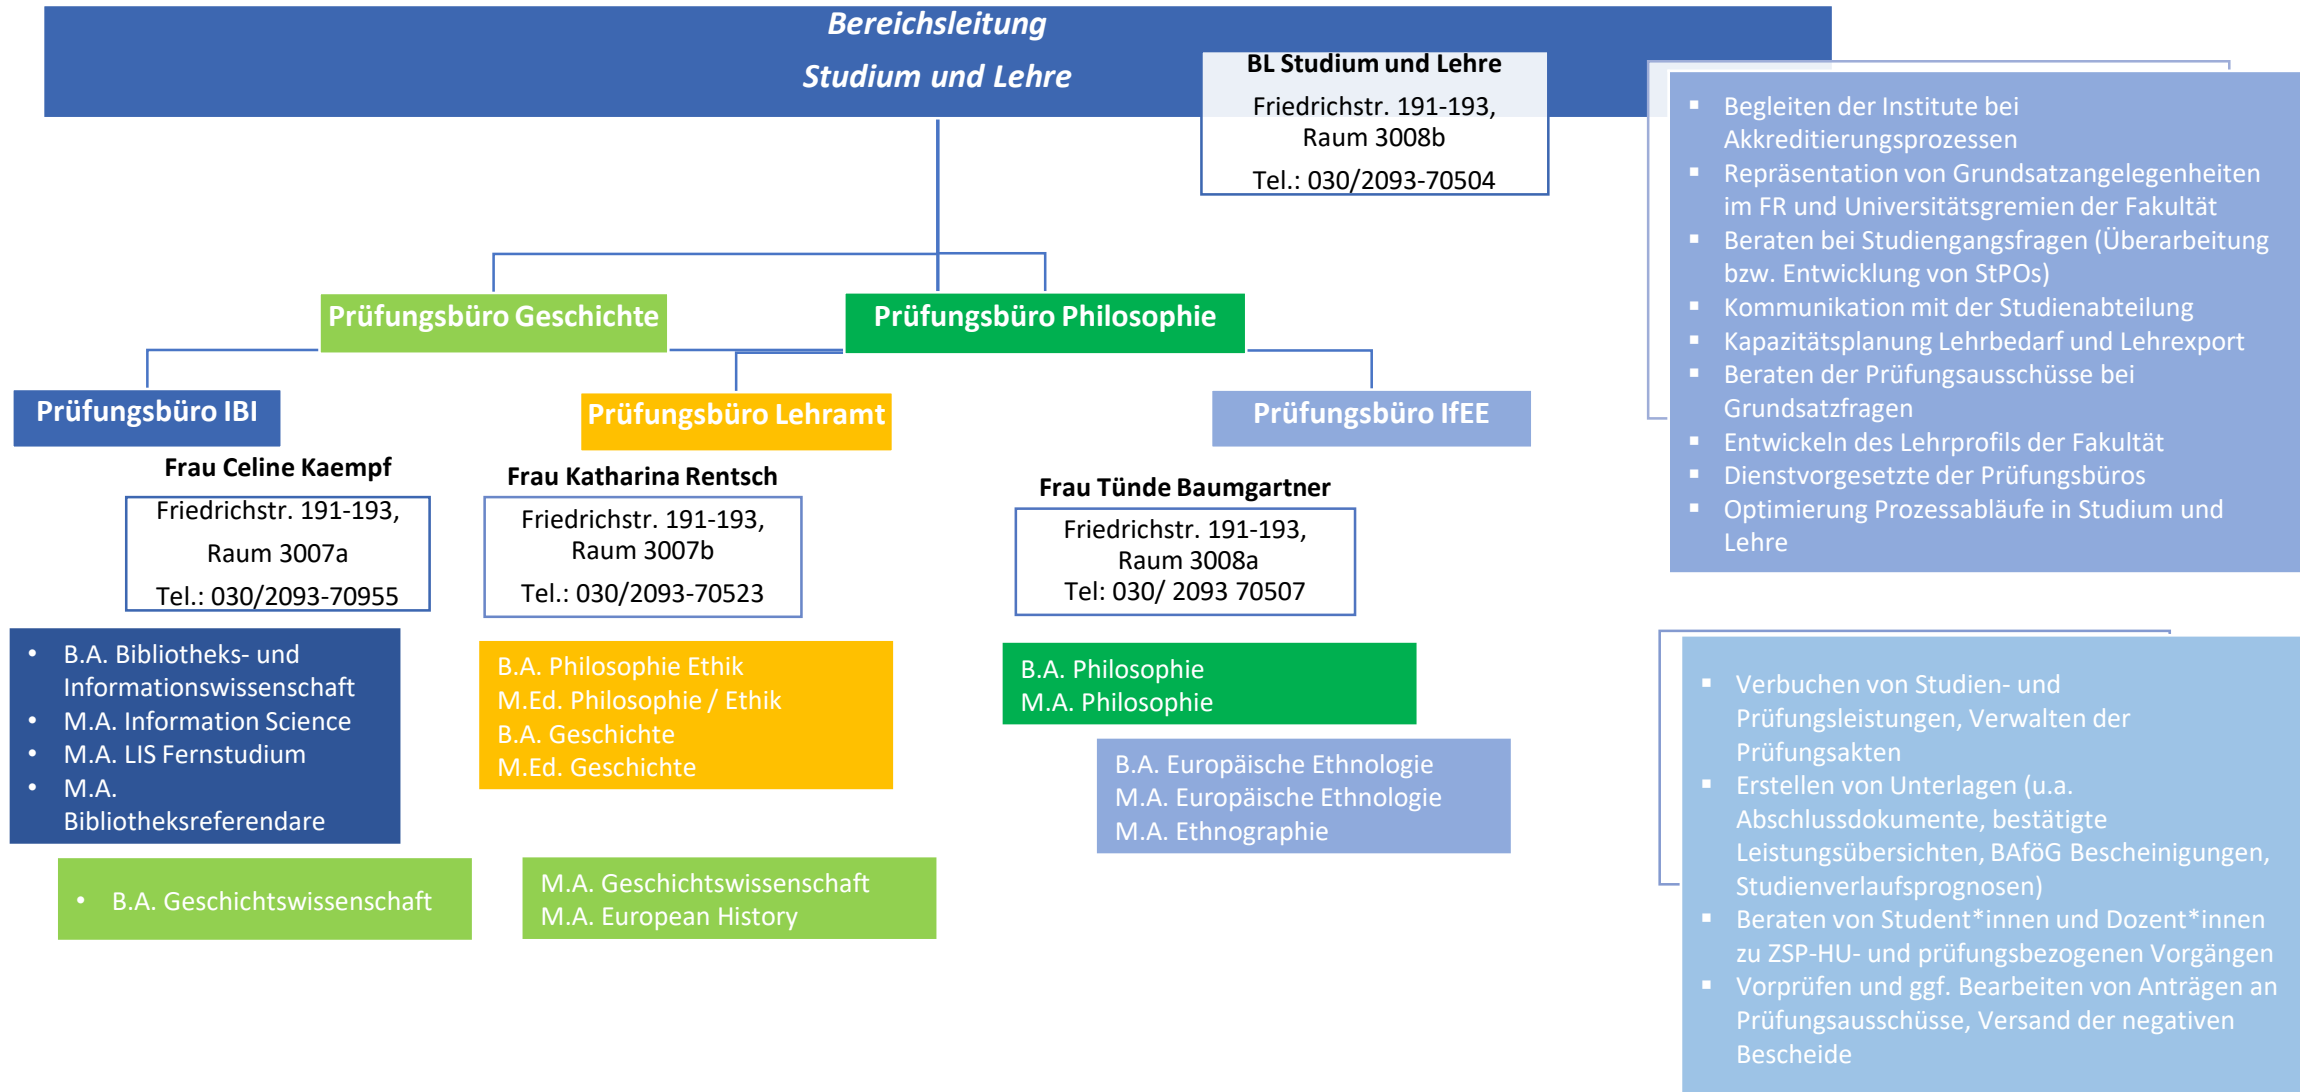 Bereichsleitung
Studium und Lehre
BL Studium und Lehre
Friedrichstr. 191-193,
Raum 3008b
Tel.: 030/2093-70504
Prüfungsbüro Geschichte
Prüfungsbüro Philosophie
Prüfungsbüro IBI
Prüfungsbüro Lehramt
Prüfungsbüro IfEE
Frau Celine Kaempf
Friedrichstr. 191-193,
Raum 3007a
Tel.: 030/2093-70955
Frau Katharina Rentsch
Friedrichstr. 191-193,
Raum 3007b
Tel.: 030/2093-70523
Frau Tünde Baumgartner
Friedrichstr. 191-193,
Raum 3008a
Tel: 030/ 2093 70507
• B.A. Bibliotheks- und
Informationswissenschaft
• M.A. Information Science
• M.A. LIS Fernstudium
• M.A.
Bibliotheksreferendare
B.A. Philosophie Ethik
M.Ed. Philosophie / Ethik
B.A. Geschichte
M.Ed. Geschichte
B.A. Philosophie
M.A. Philosophie
B.A. Europäische Ethnologie
M.A. Europäische Ethnologie
M.A. Ethnographie
• B.A. Geschichtswissenschaft
M.A. Geschichtswissenschaft
M.A. European History
▪ Begleiten der Institute bei
Akkreditierungsprozessen
▪ Repräsentation von Grundsatzangelegenheiten
im FR und Universitätsgremien der Fakultät
▪ Beraten bei Studiengangsfragen (Überarbeitung
bzw. Entwicklung von StPOs)
▪ Kommunikation mit der Studienabteilung
▪ Kapazitätsplanung Lehrbedarf und Lehrexport
▪ Beraten der Prüfungsausschüsse bei
Grundsatzfragen
▪ Entwickeln des Lehrprofils der Fakultät
▪ Dienstvorgesetzte der Prüfungsbüros
▪ Optimierung Prozessabläufe in Studium und
Lehre
▪ Verbuchen von Studien- und
Prüfungsleistungen, Verwalten der
Prüfungsakten
▪ Erstellen von Unterlagen (u.a.
Abschlussdokumente, bestätigte
Leistungsübersichten, BAföG Bescheinigungen,
Studienverlaufsprognosen)
▪ Beraten von Student*innen und Dozent*innen
zu ZSP-HU- und prüfungsbezogenen Vorgängen
▪ Vorprüfen und ggf. Bearbeiten von Anträgen an
Prüfungsausschüsse, Versand der negativen
Bescheide